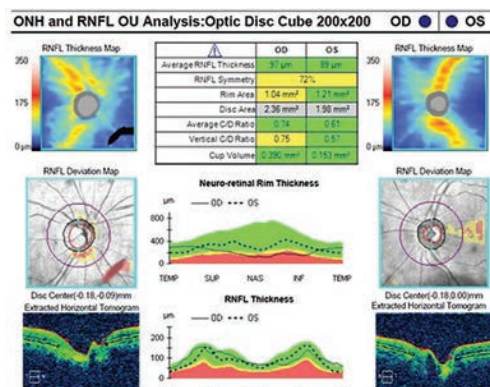 ONH and RNFL OU Analysis:Optic Disc Cube 200x200 OD OS
RNFL Thickness Map
350
175
0 µm
OD OS
Average RNFL Thickness 97 µm 89 µm
RNFL Symmetry 72%
Rim Area 1.04 mm² 1.21 mm²
Disc Area 2.36 mm² 1.98 mm²
Average C/D Ratio 0.74 0.61
Vertical C/D Ratio 0.75 0.57
Cup Volume 0.390 mm³ 0.153 mm³
RNFL Thickness Map
350
175
0 µm
RNFL Deviation Map
Disc Center(-0.18,-0.09)mm
Extracted Horizontal Tomogram
Neuro-retinal Rim Thickness
µm
OD OS
800
400
0
TEMP SUP NAS INF TEMP
RNFL Thickness
µm
OD OS
200
100
0
RNFL Deviation Map
Disc Center(-0.18,0.00)mm
Extracted Horizontal Tomogram